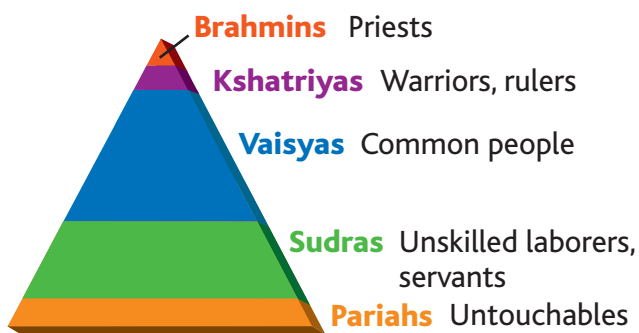 Brahmins Priests
Kshatriyas Warriors, rulers
Vaisyas Common people
Sudras Unskilled laborers,
servants
Pariahs Untouchables